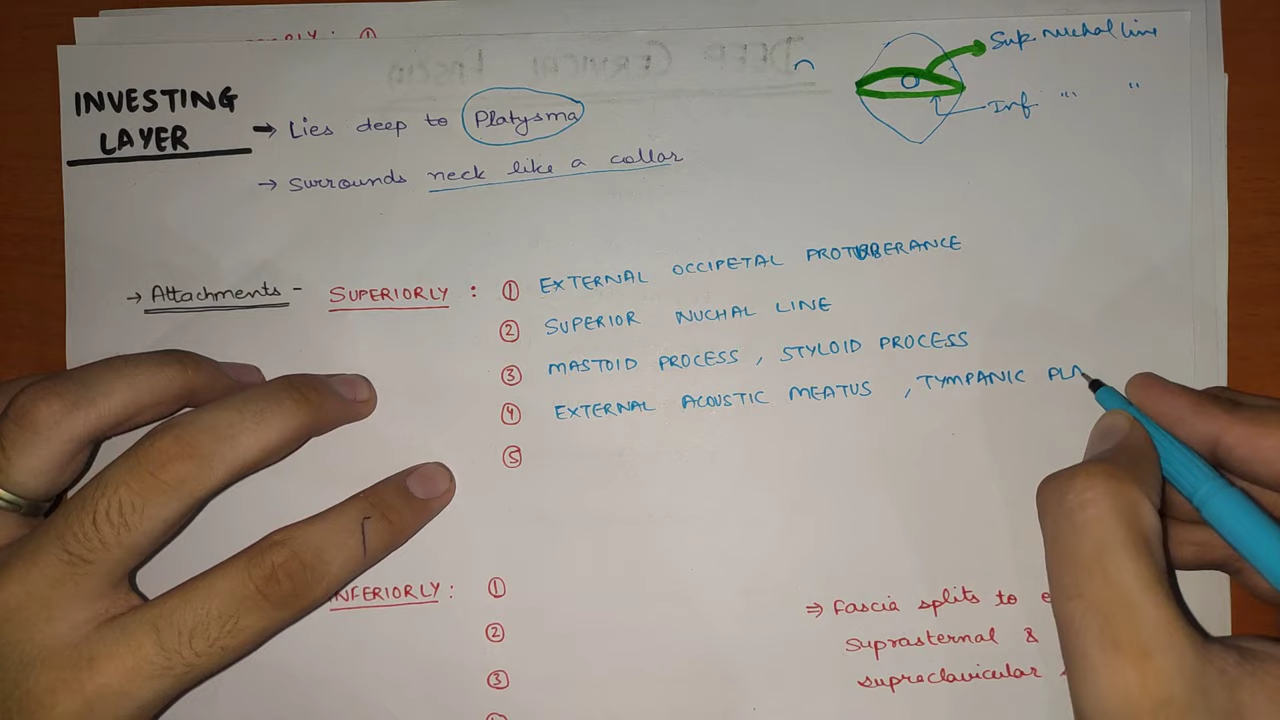 INVESTING LAYER
→ Lies deep to Platysma
→ Surrounds neck like a collar
Sup. Nuchal line
Inf " "
→ Attachments - SUPERIORLY : ① EXTERNAL OCCIPETAL PROTUBERANCE
② SUPERIOR NUCHAL LINE
③ MASTOID PROCESS , STYLOID PROCESS
④ EXTERNAL ACOUSTIC MEATUS , TYMPANIC PLA
⑤
INFERIORLY : ①
②
③
⇒ Fascia splits to e
Suprasternal &
supraclavicular